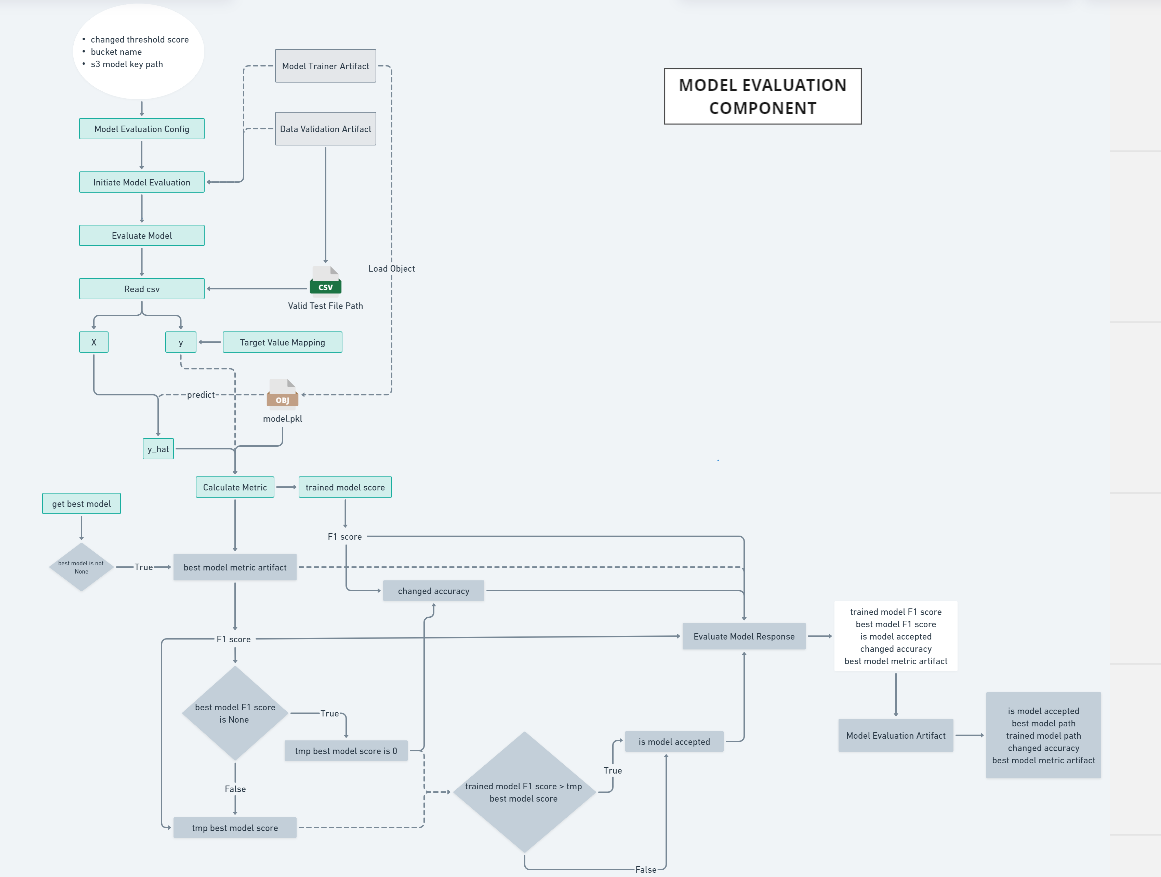 changed threshold score
bucket name
s3 model key path
Model Trainer Artifact
MODEL EVALUATION
COMPONENT
Model Evaluation Config
Data Validation Artifact
Initiate Model Evaluation
Evaluate Model
Load Object
Read csv
CSV
Valid Test File Path
X
y
Target Value Mapping
predict
OBJ
model.pkl
y_hat
Calculate Metric
trained model score
get best model
F1 score
best model is not
None
True
best model metric artifact
changed accuracy
trained model F1 score
best model F1 score
is model accepted
changed accuracy
best model metric artifact
F1 score
Evaluate Model Response
best model F1 score
is None
True
tmp best model score is 0
is model accepted
Model Evaluation Artifact
is model accepted
best model path
trained model path
changed accuracy
best model metric artifact
False
True
trained model F1 score > tmp
best model score
tmp best model score
False